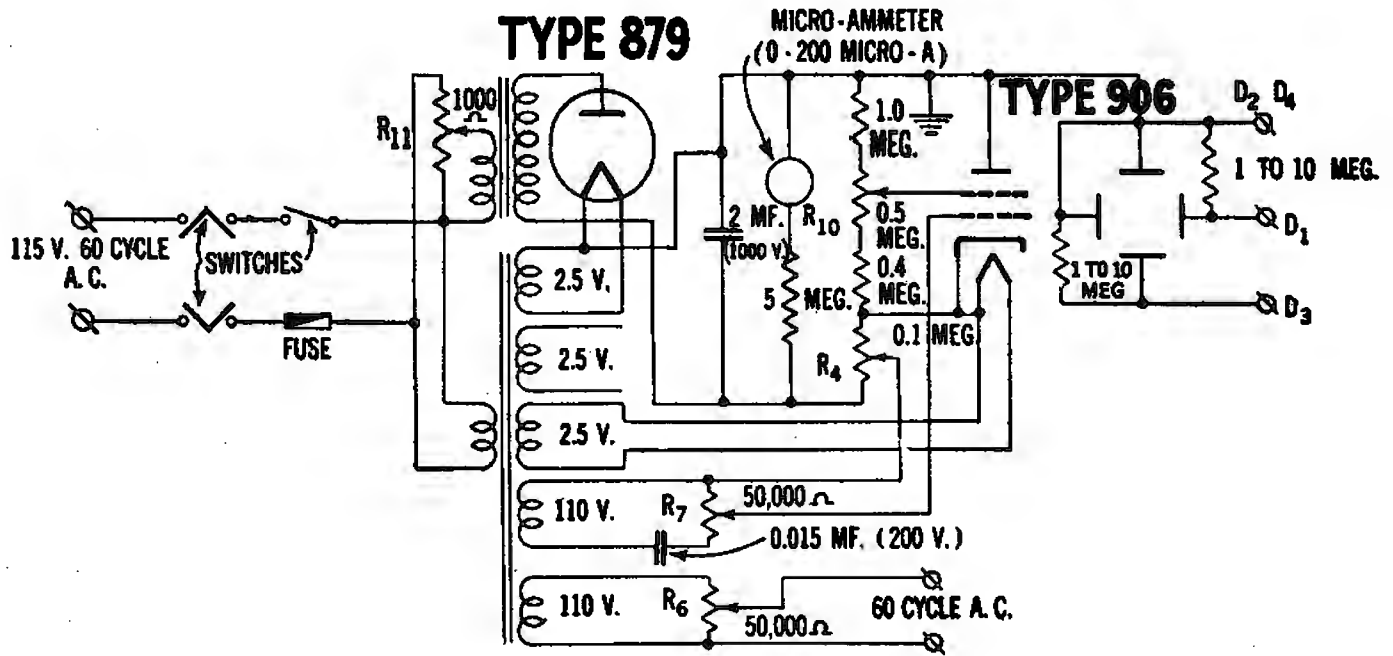 TYPE 879
MICRO-AMMETER
(0-200 MICRO-A)
TYPE 906
1000
Ω
R11
1.0
MEG.
D2 D4
1 TO 10 MEG.
D1
115 V. 60 CYCLE
A. C.
SWITCHES
2 MF.
(1000 V)
R10
0.5
MEG.
0.4
MEG.
5 MEG.
1 TO 10
MEG
D3
2.5 V.
FUSE
0.1 MEG.
R4
2.5 V.
2.5 V.
110 V.
R7
50,000 Ω
0.015 MF. (200 V.)
110 V.
R6
50,000 Ω
60 CYCLE A. C.